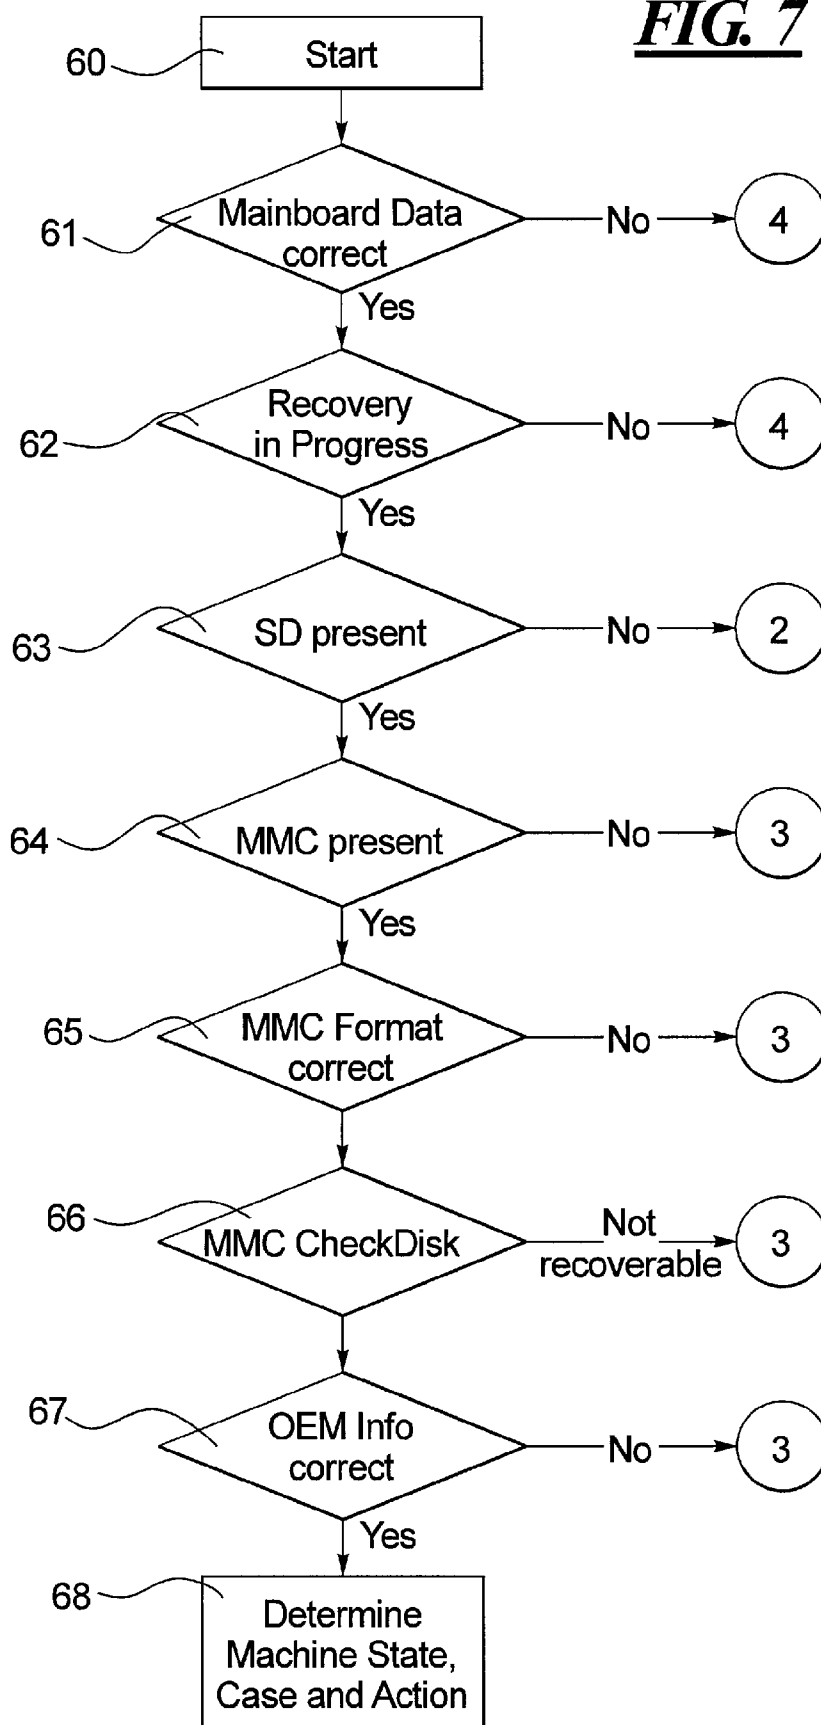 FIG. 7
60
Start
61
Mainboard Data
correct
No
4
Yes
62
Recovery
in Progress
No
4
Yes
63
SD present
No
2
Yes
64
MMC present
No
3
Yes
65
MMC Format
correct
No
3
66
MMC CheckDisk
Not
recoverable
3
67
OEM Info
correct
No
3
Yes
68
Determine
Machine State,
Case and Action